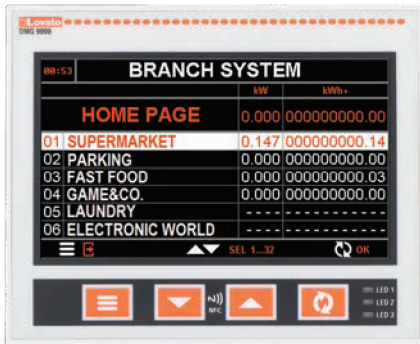 Lovato
DMG 9000
00:53 BRANCH SYSTEM
kW kWh+
HOME PAGE 0.000 000000000.00
01 SUPERMARKET 0.147 000000000.14
02 PARKING 0.000 000000000.00
03 FAST FOOD 0.000 000000000.03
04 GAME&CO. 0.000 000000000.00
05 LAUNDRY ---- ------------
06 ELECTRONIC WORLD ---- ------------
SEL 1...32 OK
NFC
LED 1
LED 2
LED 3